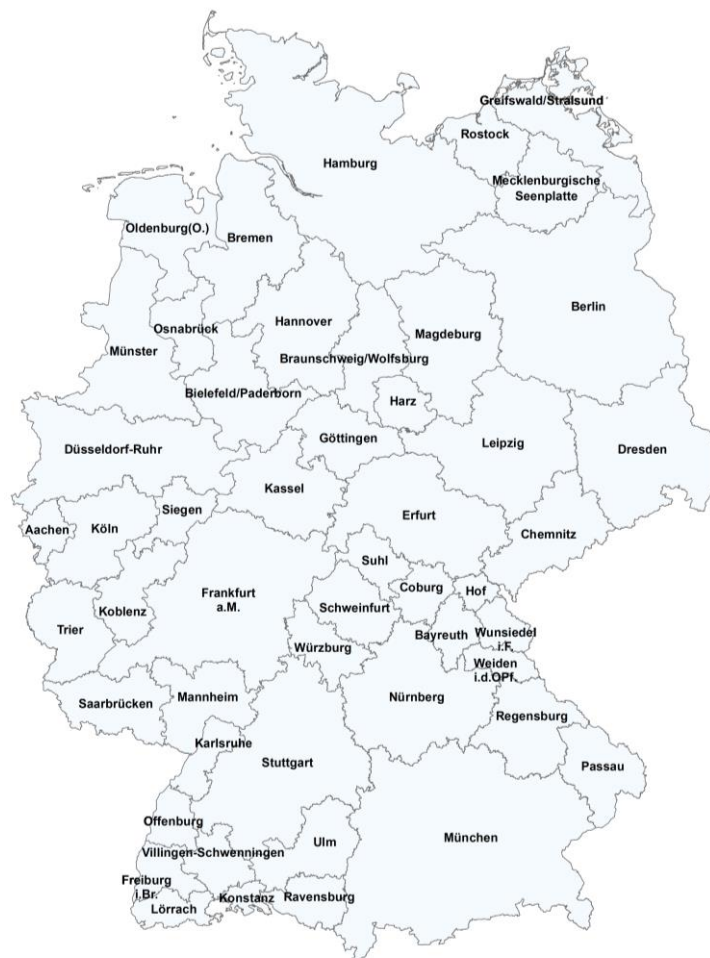 Greifswald/Stralsund
Rostock
Hamburg
Mecklenburgische
Seenplatte
Oldenburg(O.)
Bremen
Berlin
Hannover
Osnabrück
Magdeburg
Münster
Braunschweig/Wolfsburg
Bielefeld/Paderborn
Harz
Göttingen
Leipzig
Düsseldorf-Ruhr
Dresden
Kassel
Siegen
Erfurt
Aachen
Köln
Chemnitz
Suhl
Coburg
Hof
Frankfurt
a.M.
Koblenz
Schweinfurt
Trier
Bayreuth
Wunsiedel
i.F.
Würzburg
Weiden
i.d.OPf.
Saarbrücken
Mannheim
Nürnberg
Regensburg
Karlsruhe
Stuttgart
Passau
Offenburg
Ulm
München
Villingen-Schwenningen
Freiburg
i.Br.
Konstanz
Ravensburg
Lörrach